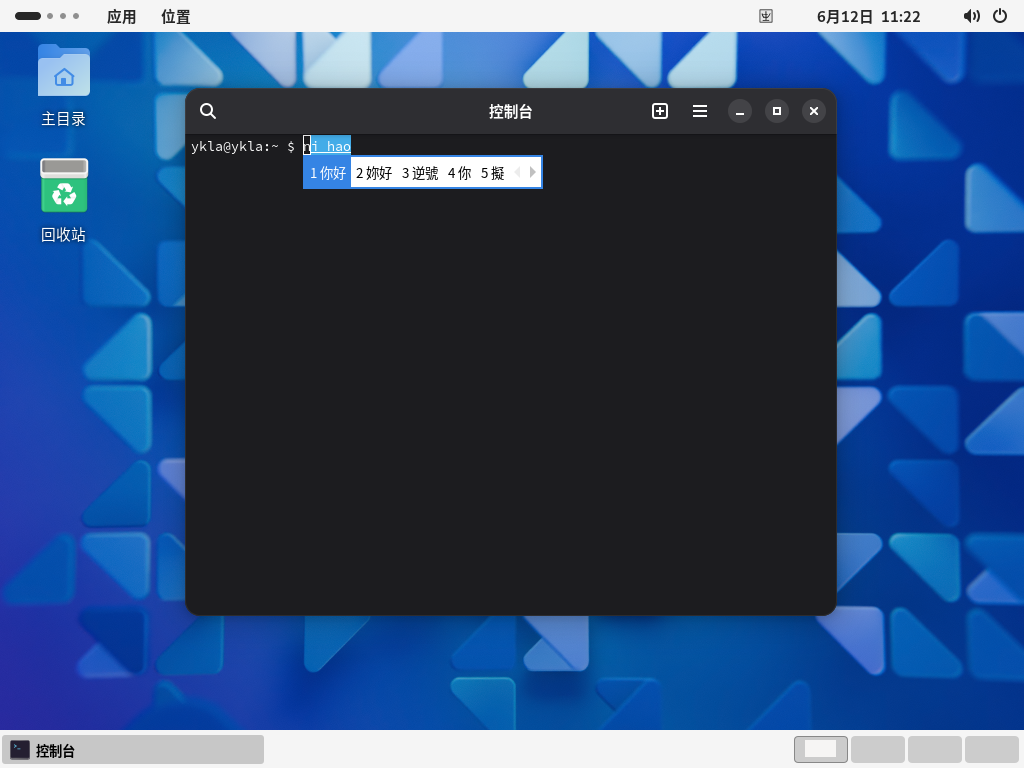 应用 位置 6月12日 11:22
主目录
回收站
控制台
ykla@ykla:~ $ ni hao
1 你好 2 妳好 3 逆號 4 你 5 擬
控制台